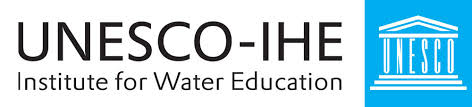 UNESCO-IHE
Institute for Water Education
UNESCO